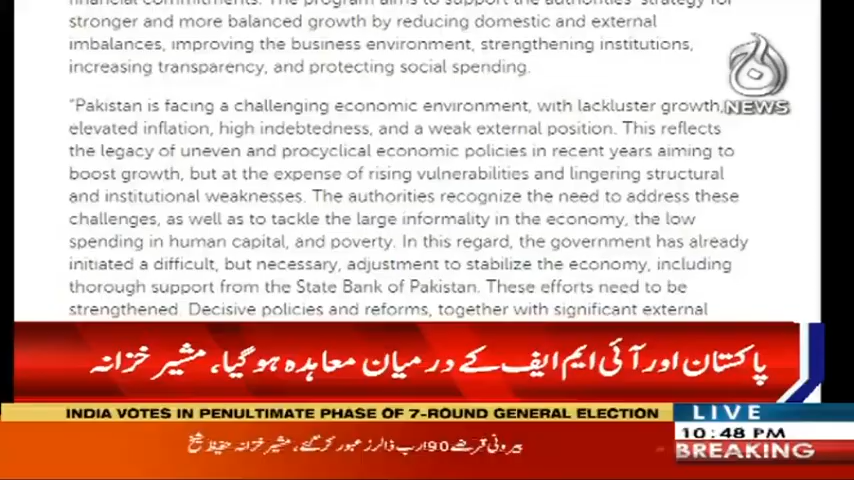 financial commitments. The program aims to support the authorities' strategy for
stronger and more balanced growth by reducing domestic and external
imbalances, improving the business environment, strengthening institutions,
increasing transparency, and protecting social spending.
NEWS
"Pakistan is facing a challenging economic environment, with lackluster growth,
elevated inflation, high indebtedness, and a weak external position. This reflects
the legacy of uneven and procyclical economic policies in recent years aiming to
boost growth, but at the expense of rising vulnerabilities and lingering structural
and institutional weaknesses. The authorities recognize the need to address these
challenges, as well as to tackle the large informality in the economy, the low
spending in human capital, and poverty. In this regard, the government has already
initiated a difficult, but necessary, adjustment to stabilize the economy, including
thorough support from the State Bank of Pakistan. These efforts need to be
strengthened. Decisive policies and reforms, together with significant external
پاکستان اور آئی ایم ایف کے درمیان معاہدہ ہو گیا، مشیر خزانہ
INDIA VOTES IN PENULTIMATE PHASE OF 7-ROUND GENERAL ELECTION
LIVE
10:48 PM
BREAKING
بیرونی قرضے 90 ارب ڈالرز عبور کر گئے، مشیر خزانہ حفیظ شیخ